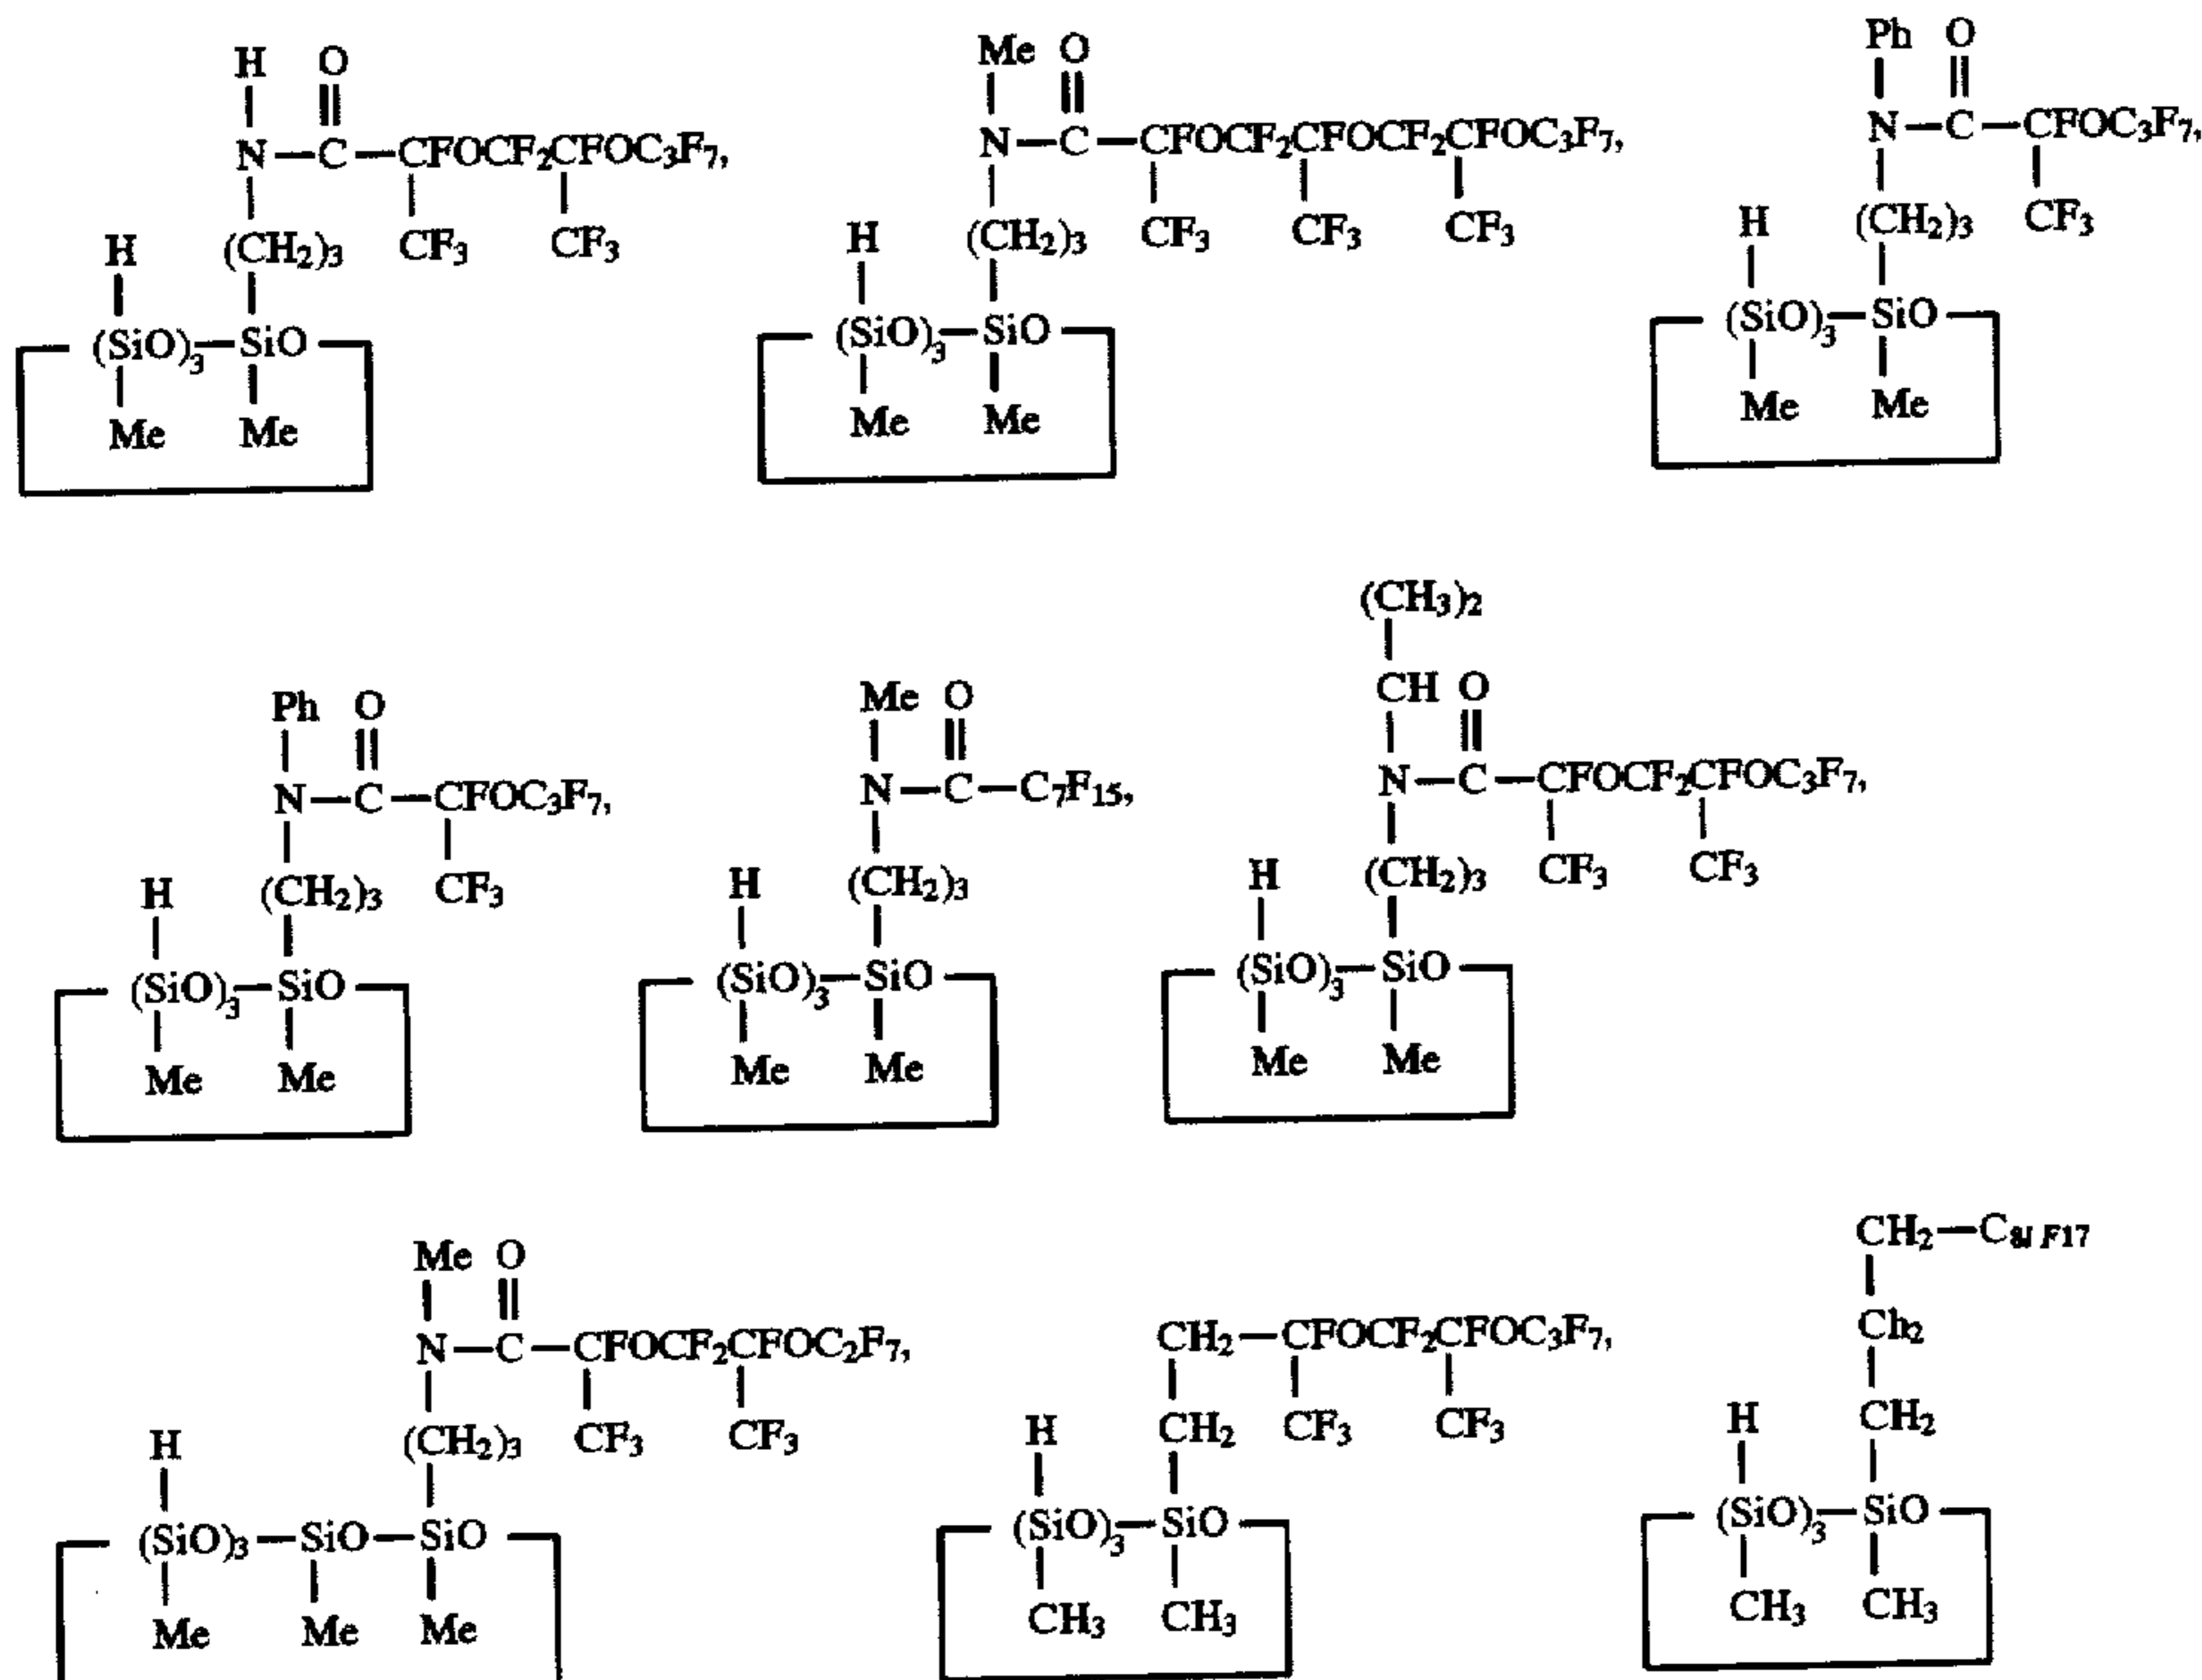 H O
N—C—CFOCF₂CFOC₃F₇,
H (CH₂)₃ CF₃ CF₃
(SiO)₃—SiO
Me Me
Me O
N—C—CFOCF₂CFOCF₂CFOC₃F₇,
H (CH₂)₃ CF₃ CF₃ CF₃
(SiO)₃—SiO
Me Me
Ph O
N—C—CFOC₃F₇,
H (CH₂)₃ CF₃
(SiO)₃—SiO
Me Me
Ph O
N—C—CFOC₃F₇,
H (CH₂)₃ CF₃
(SiO)₃—SiO
Me Me
Me O
N—C—C₇F₁₅,
H (CH₂)₃
(SiO)₃—SiO
Me Me
(CH₃)₂
CH O
N—C—CFOCF₂CFOC₃F₇,
H (CH₂)₃ CF₃ CF₃
(SiO)₃—SiO
Me Me
Me O
N—C—CFOCF₂CFOC₂F₇,
H (CH₂)₃ CF₃ CF₃
(SiO)₃—SiO—SiO
Me Me Me
CH₂—CFOCF₂CFOC₃F₇,
H CH₂ CF₃ CF₃
(SiO)₃—SiO
CH₃ CH₃
CH₂—C
Ch₂
H CH₂
(SiO)₃—SiO
CH₃ CH₃